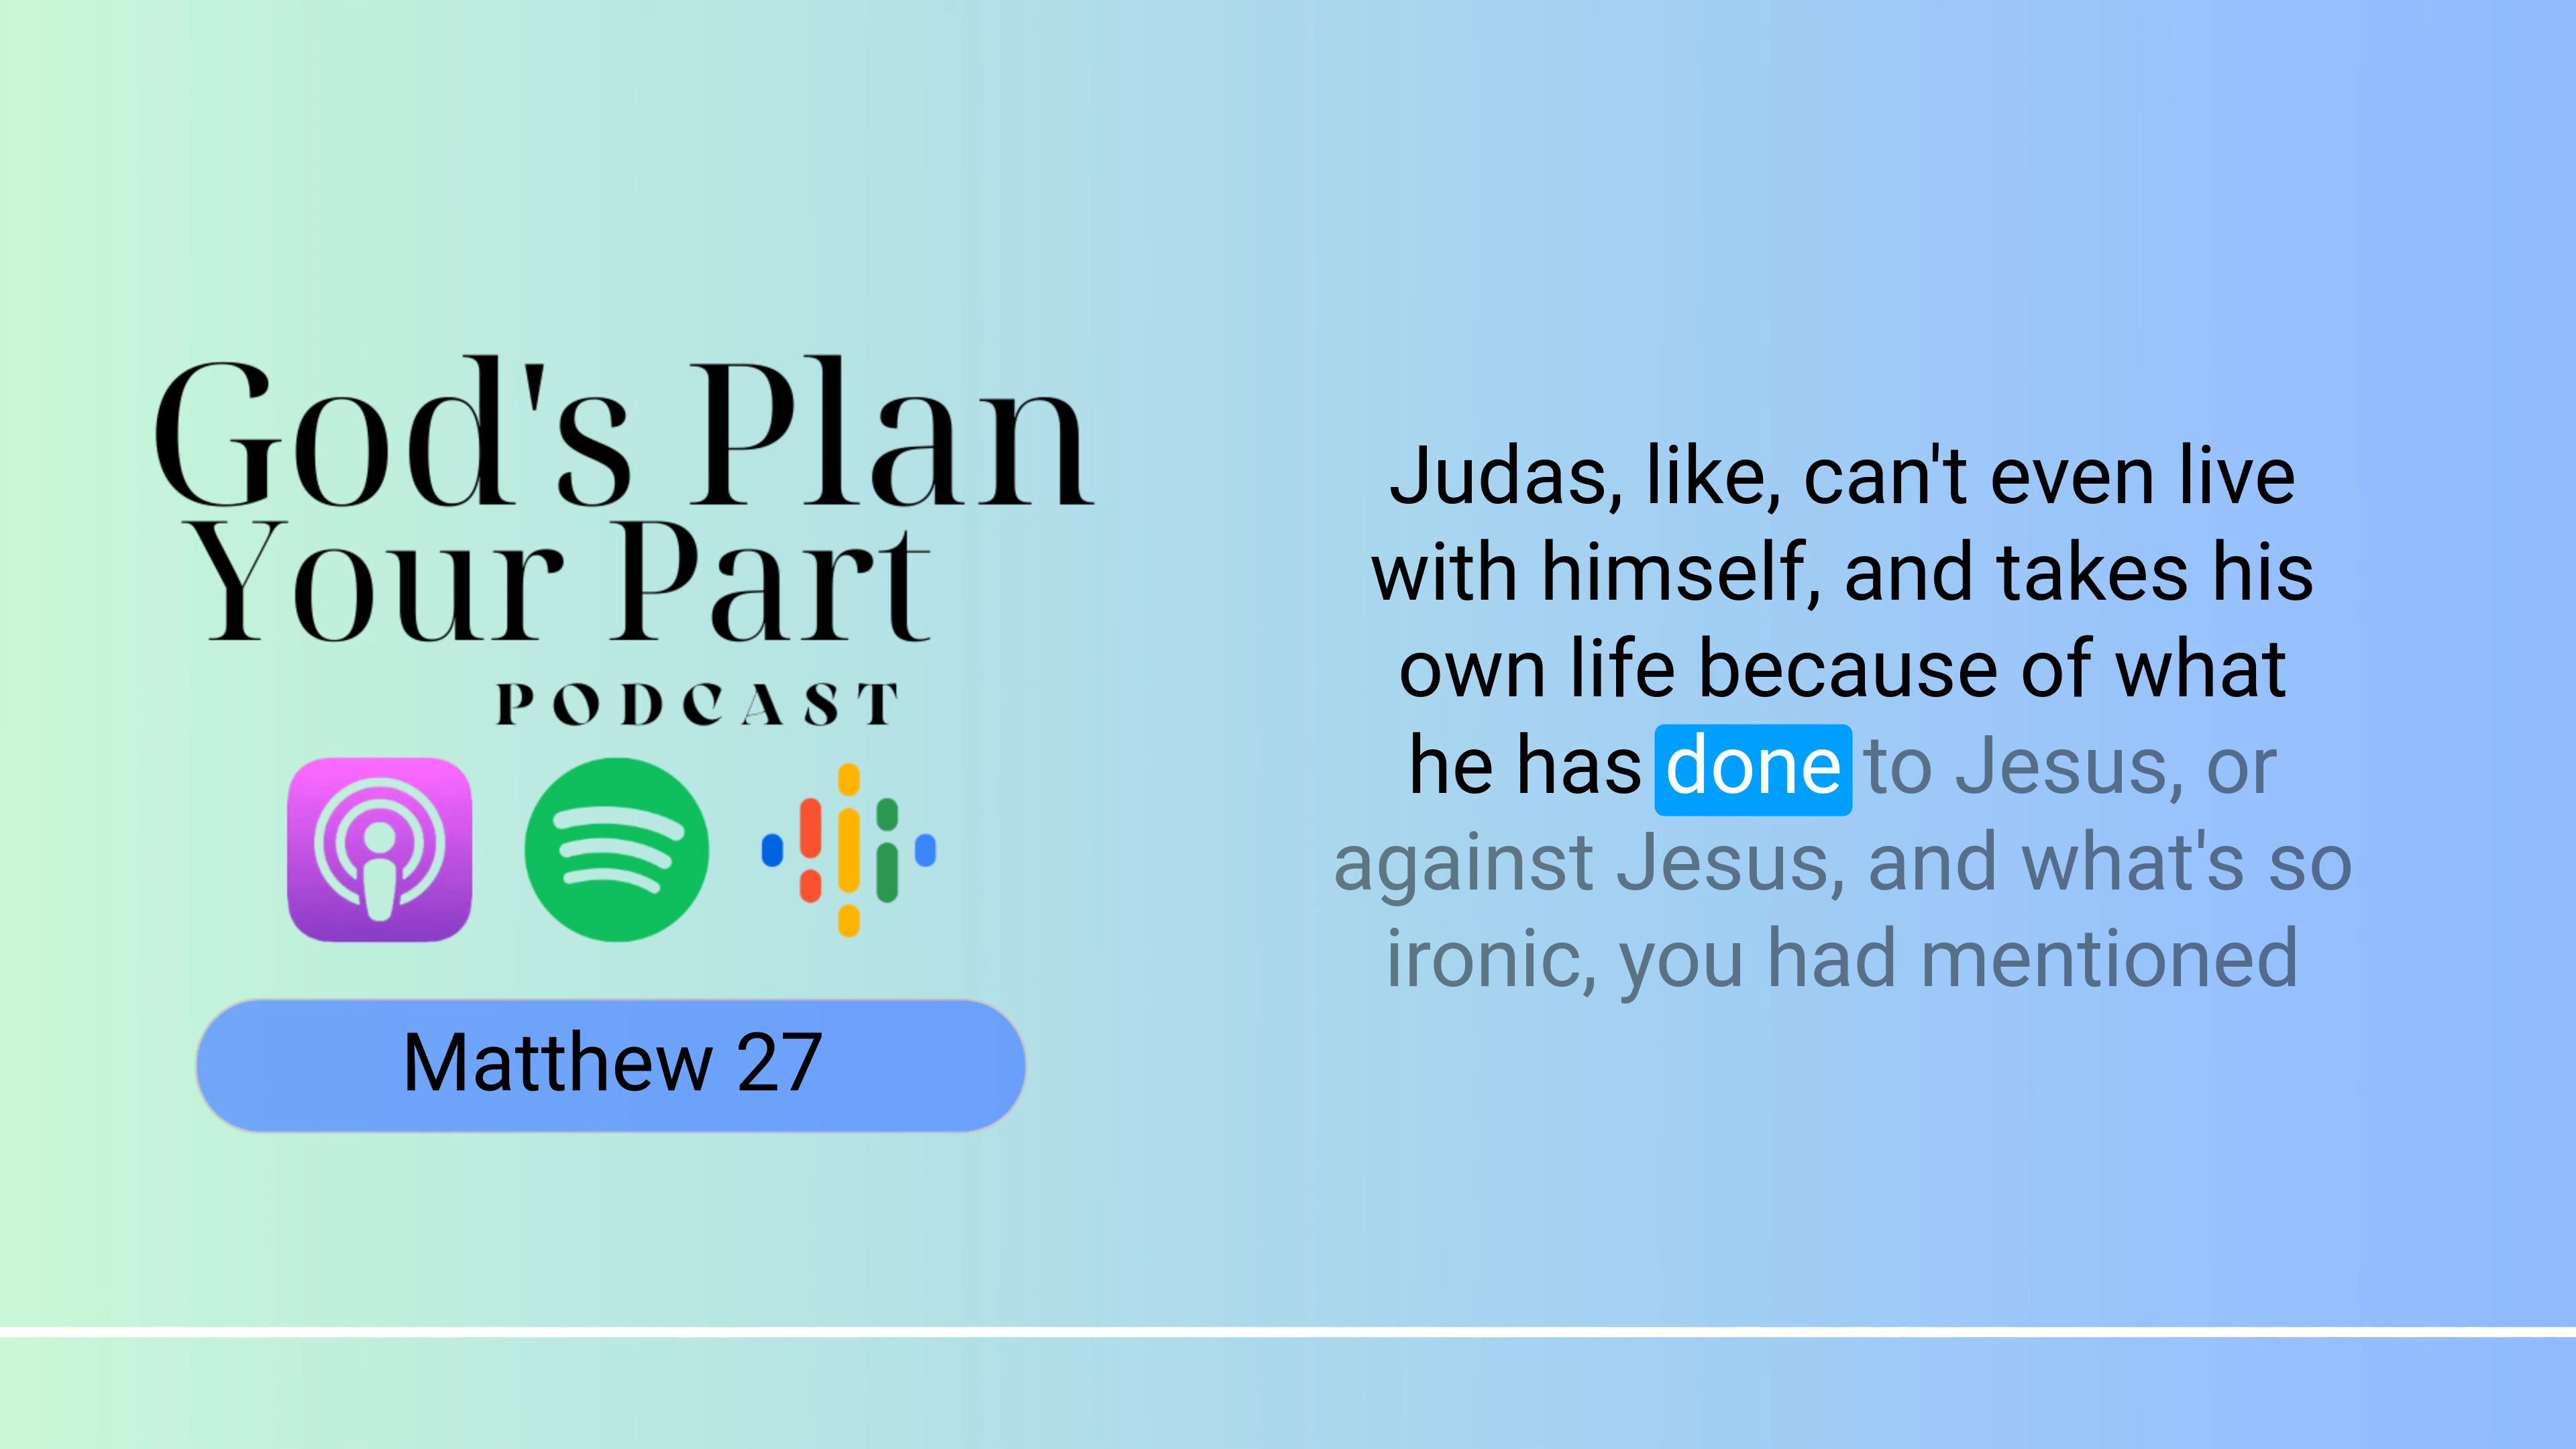 God's Plan
Your Part
PODCAST
Matthew 27
Judas, like, can't even live
with himself, and takes his
own life because of what
he has done to Jesus, or
against Jesus, and what's so
ironic, you had mentioned